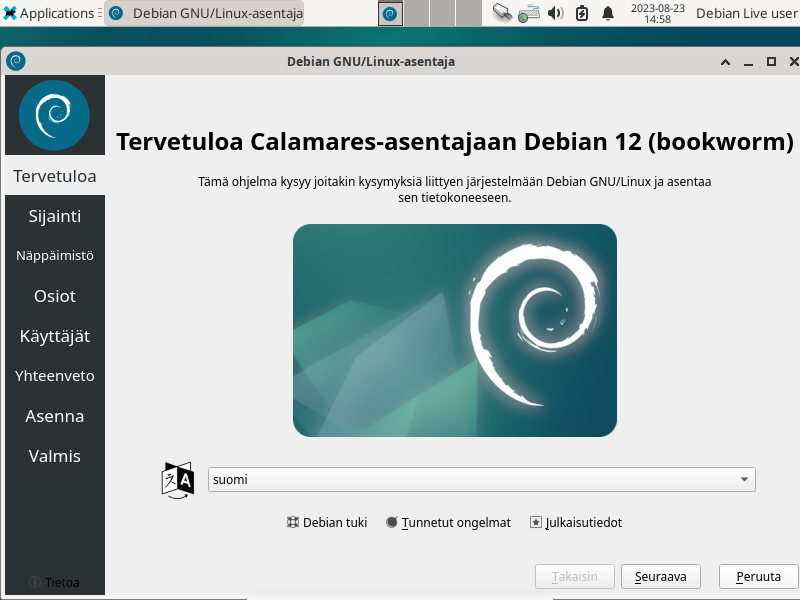 Applications
Debian GNU/Linux-asentaja
2023-08-23
14:58
Debian Live user
Debian GNU/Linux-asentaja
Tervetuloa
Sijainti
Näppäimistö
Osiot
Käyttäjät
Yhteenveto
Asenna
Valmis
Tietoa
Tervetuloa Calamares-asentajaan Debian 12 (bookworm)
Tämä ohjelma kysyy joitakin kysymyksiä liittyen järjestelmään Debian GNU/Linux ja asentaa
sen tietokoneeseen.
A
suomi
Debian tuki
Tunnetut ongelmat
Julkaisutiedot
Takaisin
Seuraava
Peruuta